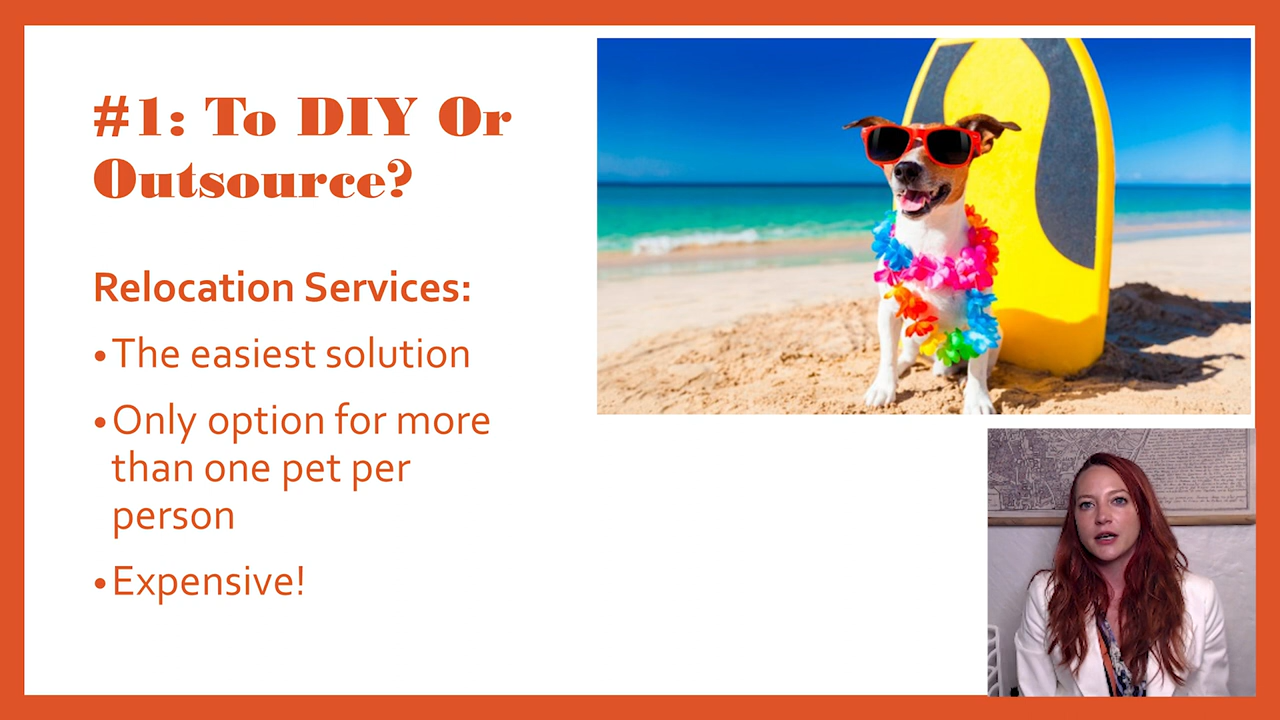 #1: To DIY Or
Outsource?
Relocation Services:
• The easiest solution
• Only option for more
than one pet per
person
• Expensive!